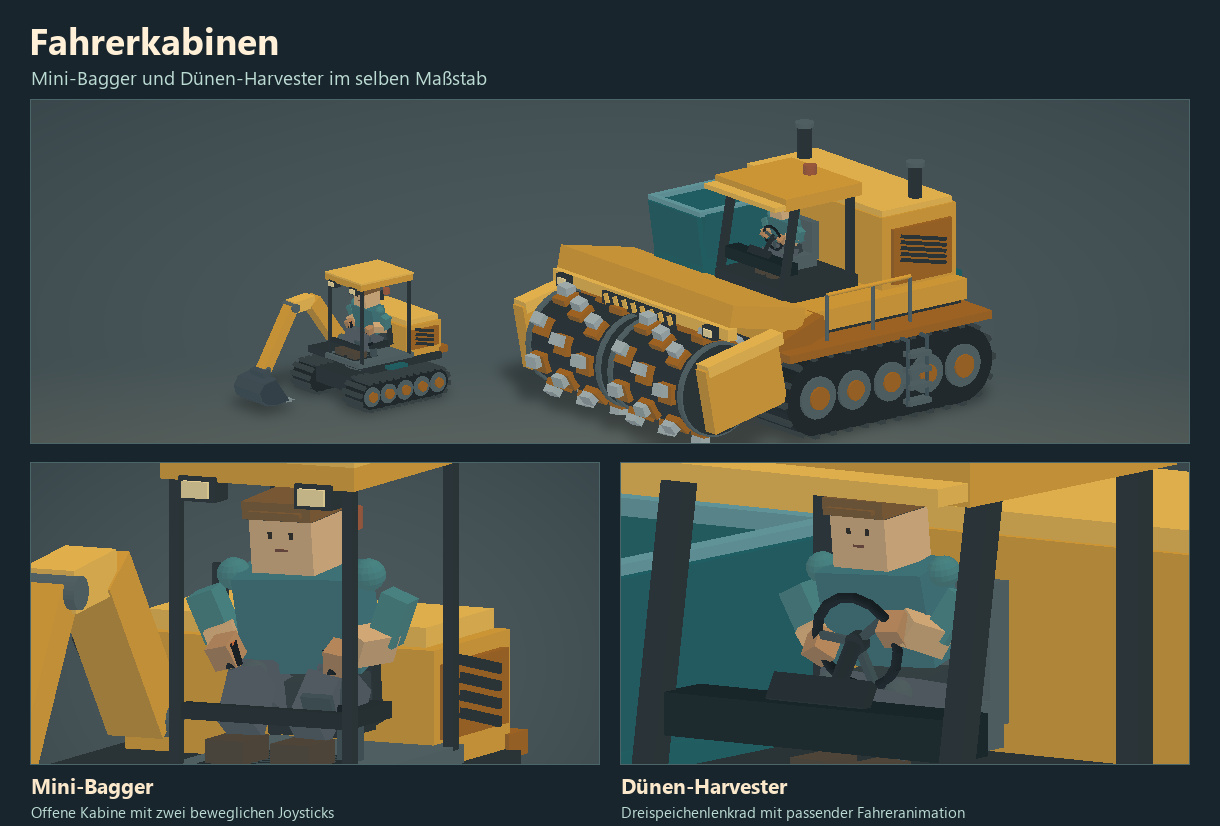 Fahrerkabinen
Mini-Bagger und Dünen-Harvester im selben Maßstab
Mini-Bagger
Offene Kabine mit zwei beweglichen Joysticks
Dünen-Harvester
Dreispeichenlenkrad mit passender Fahreranimation